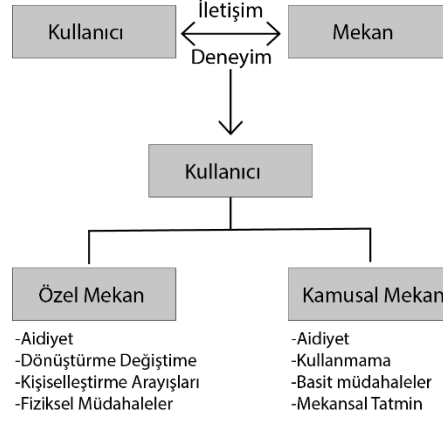 İletişim
Kullanıcı
Mekan
Deneyim
Kullanıcı
Özel Mekan
Kamusal Mekan
-Aidiyet
-Dönüştürme Değiştime
-Kişiselleştirme Arayışları
-Fiziksel Müdahaleler
-Aidiyet
-Kullanmama
-Basit müdahaleler
-Mekansal Tatmin